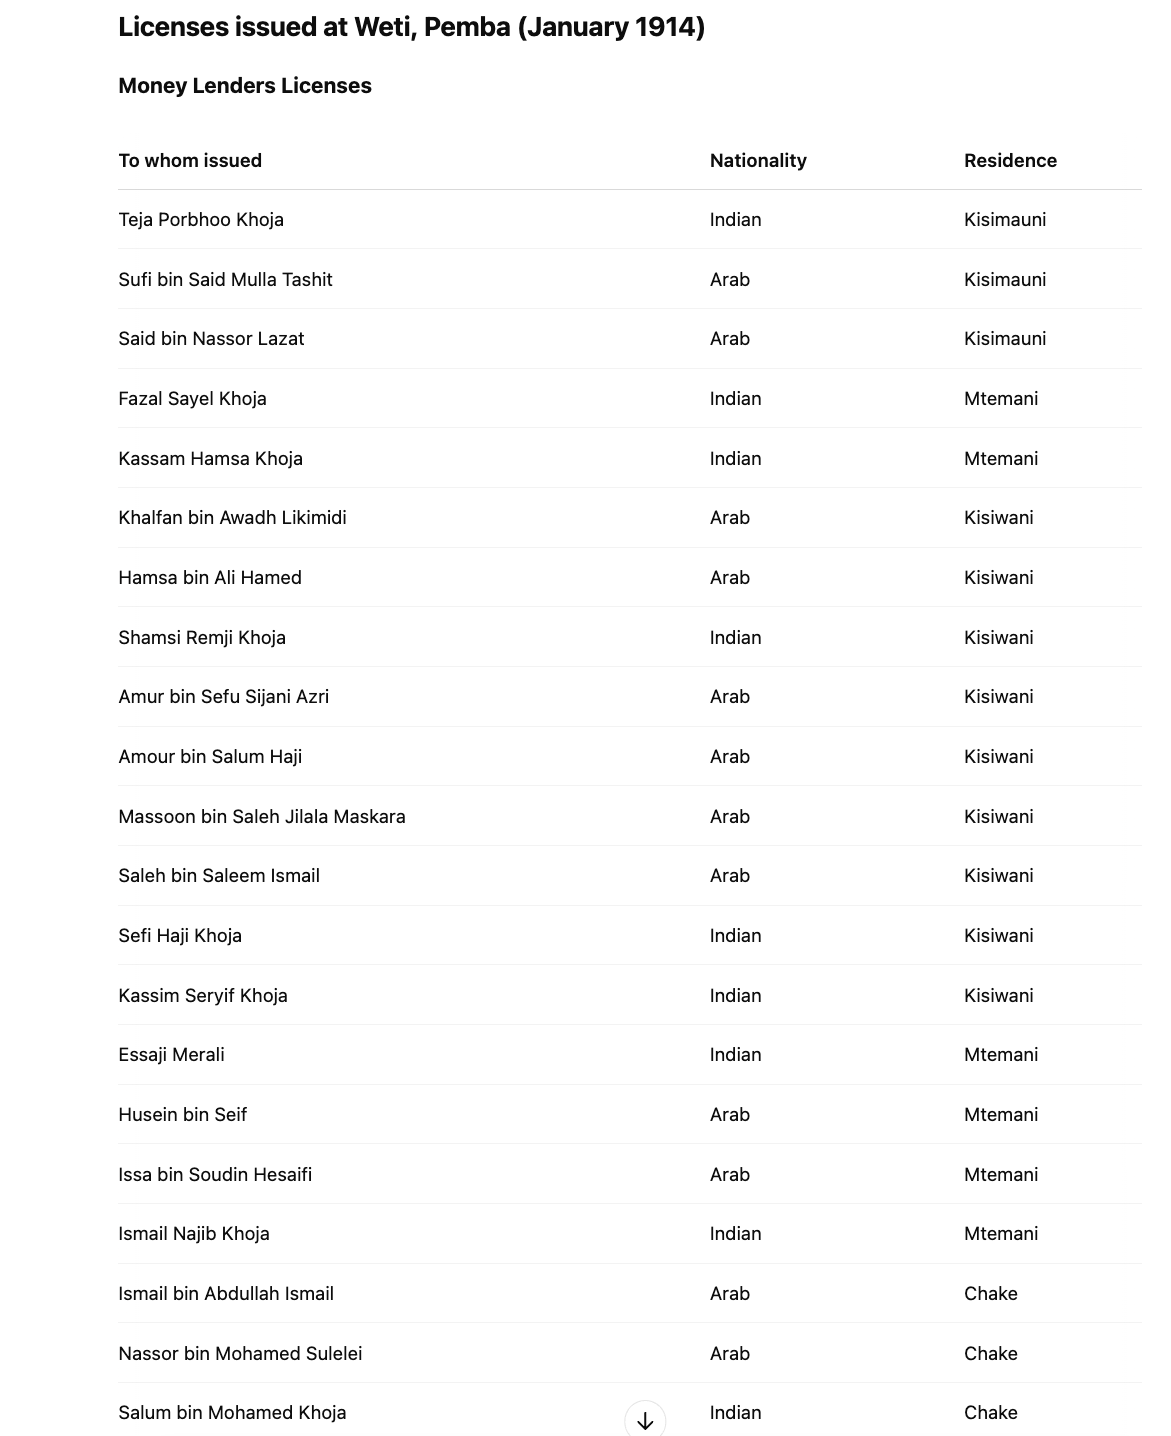 Licenses issued at Weti, Pemba (January 1914)
Money Lenders Licenses
To whom issued Nationality Residence
Teja Porbhoo Khoja Indian Kisimauni
Sufi bin Said Mulla Tashit Arab Kisimauni
Said bin Nassor Lazat Arab Kisimauni
Fazal Sayel Khoja Indian Mtemani
Kassam Hamsa Khoja Indian Mtemani
Khalfan bin Awadh Likimidi Arab Kisiwani
Hamsa bin Ali Hamed Arab Kisiwani
Shamsi Remji Khoja Indian Kisiwani
Amur bin Sefu Sijani Azri Arab Kisiwani
Amour bin Salum Haji Arab Kisiwani
Massoon bin Saleh Jilala Maskara Arab Kisiwani
Saleh bin Saleem Ismail Arab Kisiwani
Sefi Haji Khoja Indian Kisiwani
Kassim Seryif Khoja Indian Kisiwani
Essaji Merali Indian Mtemani
Husein bin Seif Arab Mtemani
Issa bin Soudin Hesaifi Arab Mtemani
Ismail Najib Khoja Indian Mtemani
Ismail bin Abdullah Ismail Arab Chake
Nassor bin Mohamed Sulelei Arab Chake
Salum bin Mohamed Khoja Indian Chake